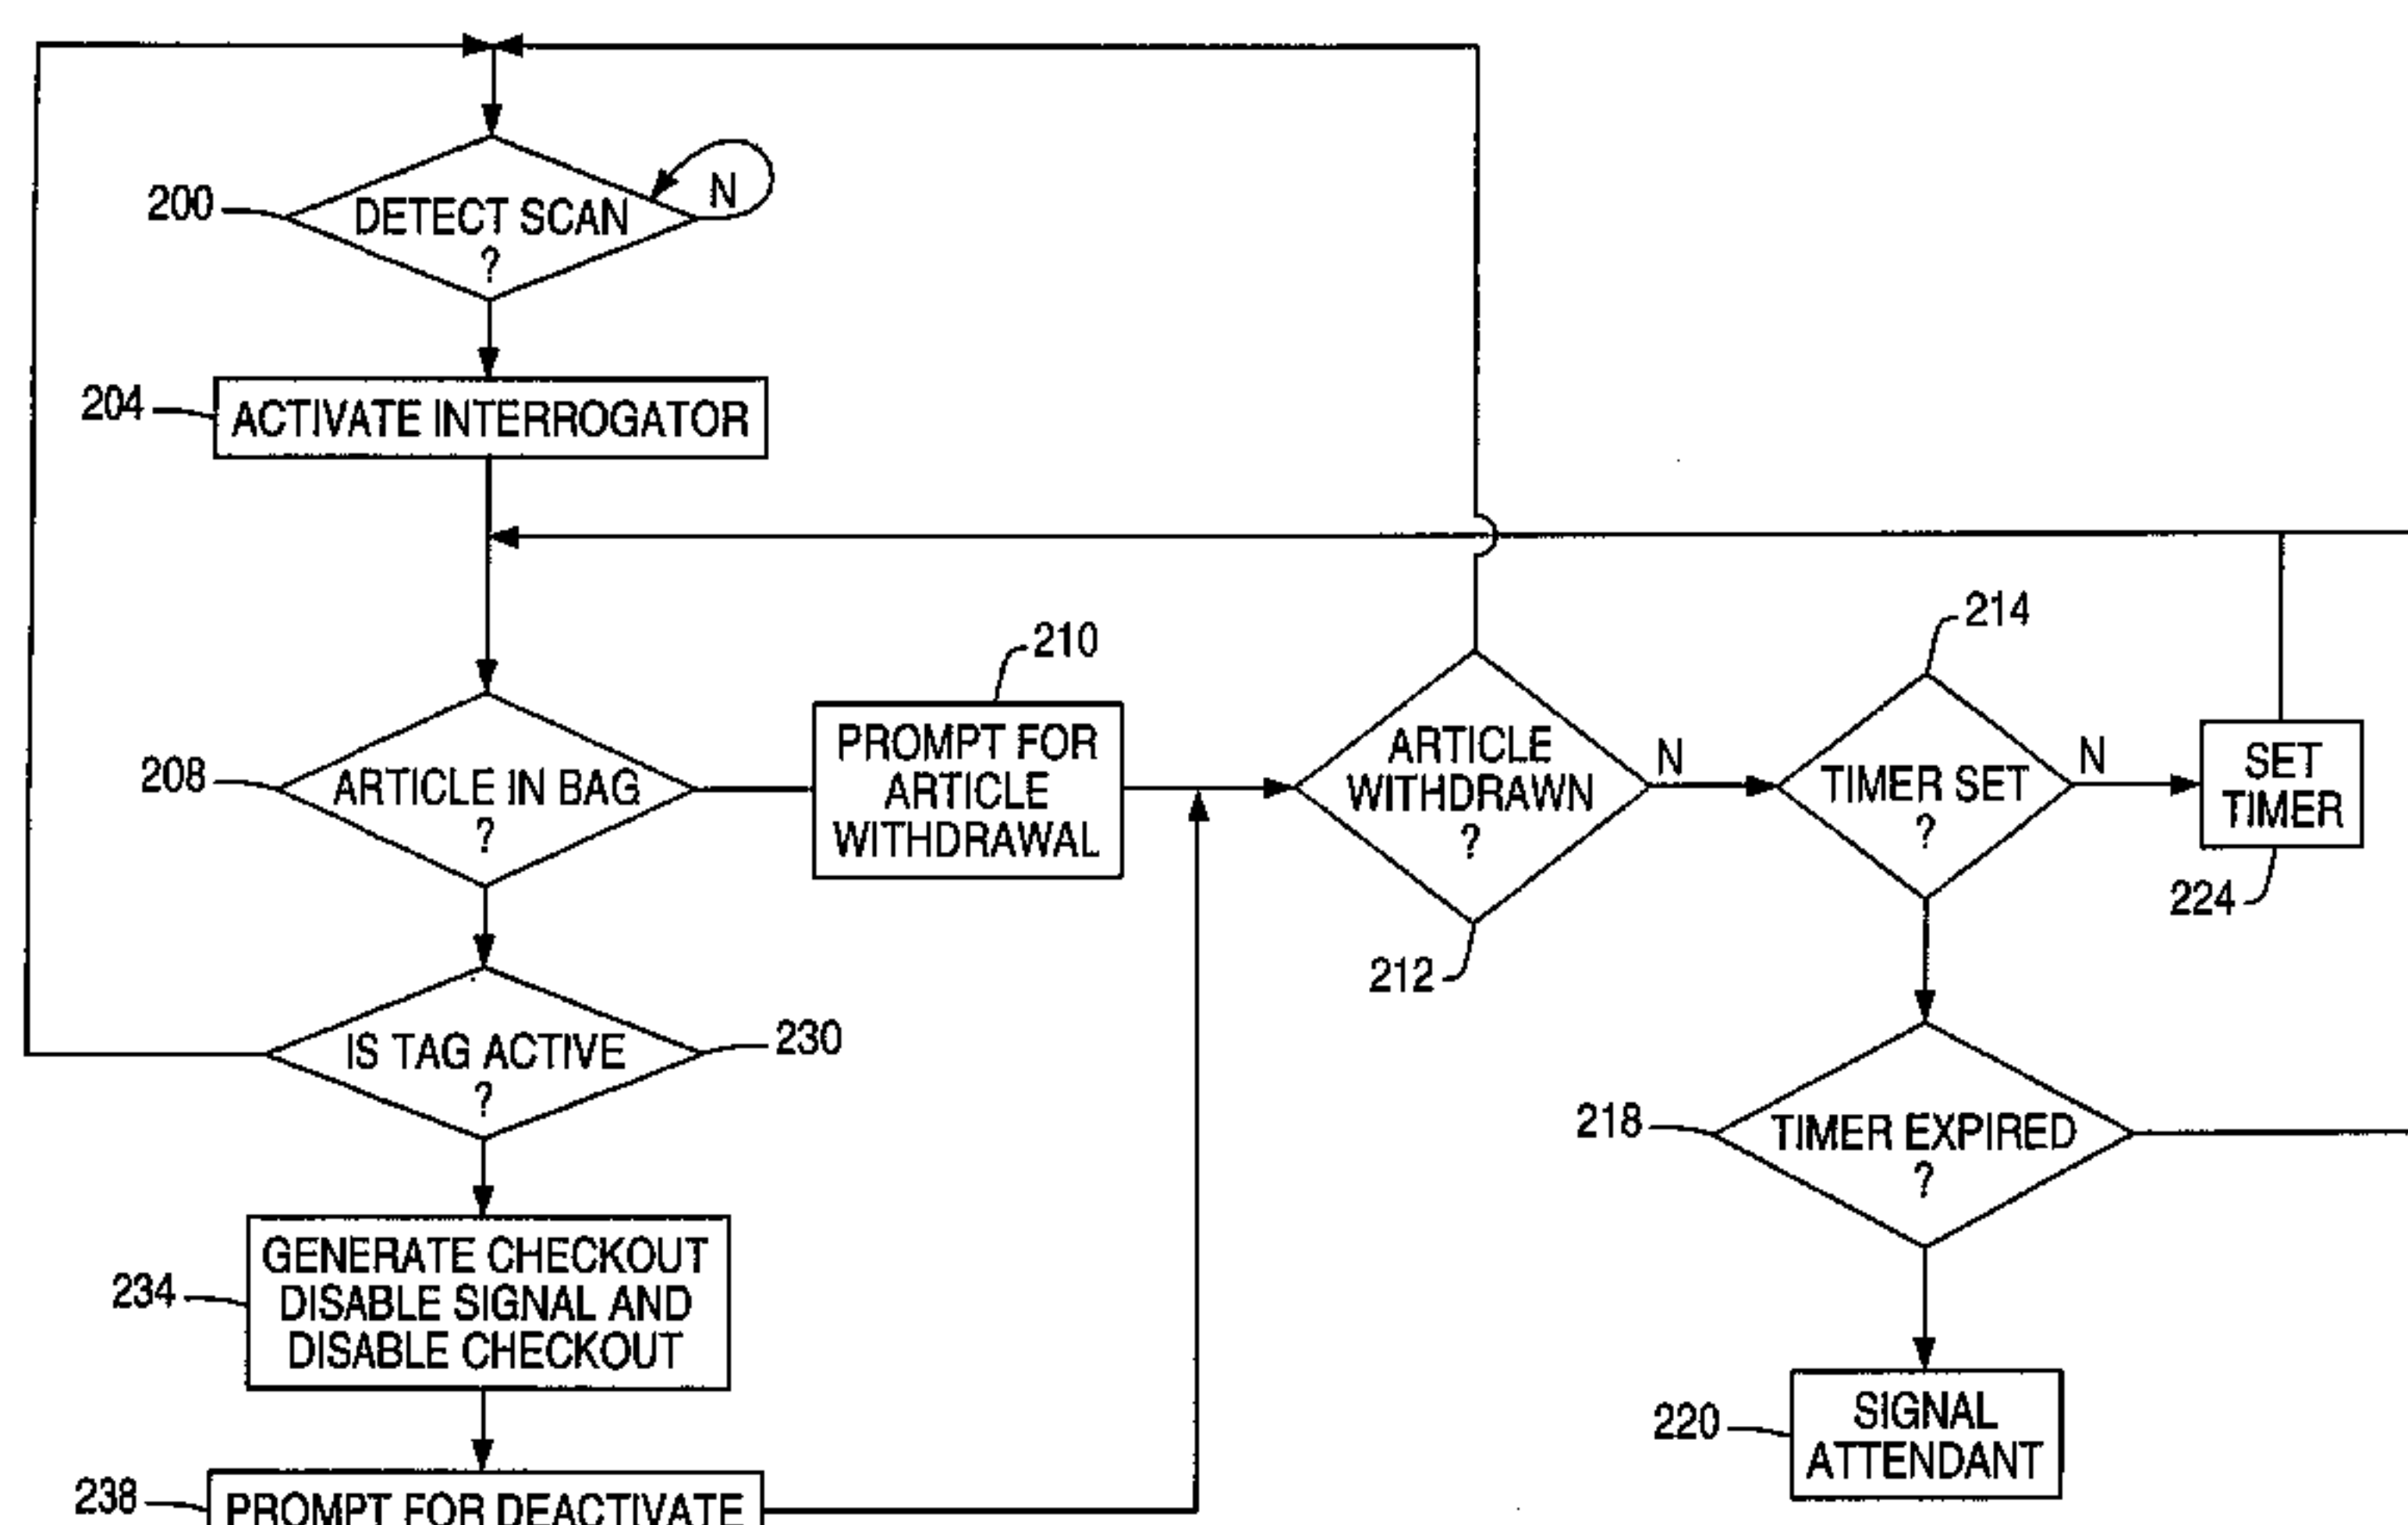 200
DETECT SCAN
?
N
204
ACTIVATE INTERROGATOR
208
ARTICLE IN BAG
?
210
PROMPT FOR
ARTICLE
WITHDRAWAL
ARTICLE
WITHDRAWN
?
212
N
214
TIMER SET
?
N
SET
TIMER
224
IS TAG ACTIVE
?
230
218
TIMER EXPIRED
?
234
GENERATE CHECKOUT
DISABLE SIGNAL AND
DISABLE CHECKOUT
220
SIGNAL
ATTENDANT
238
PROMPT FOR DEACTIVATE